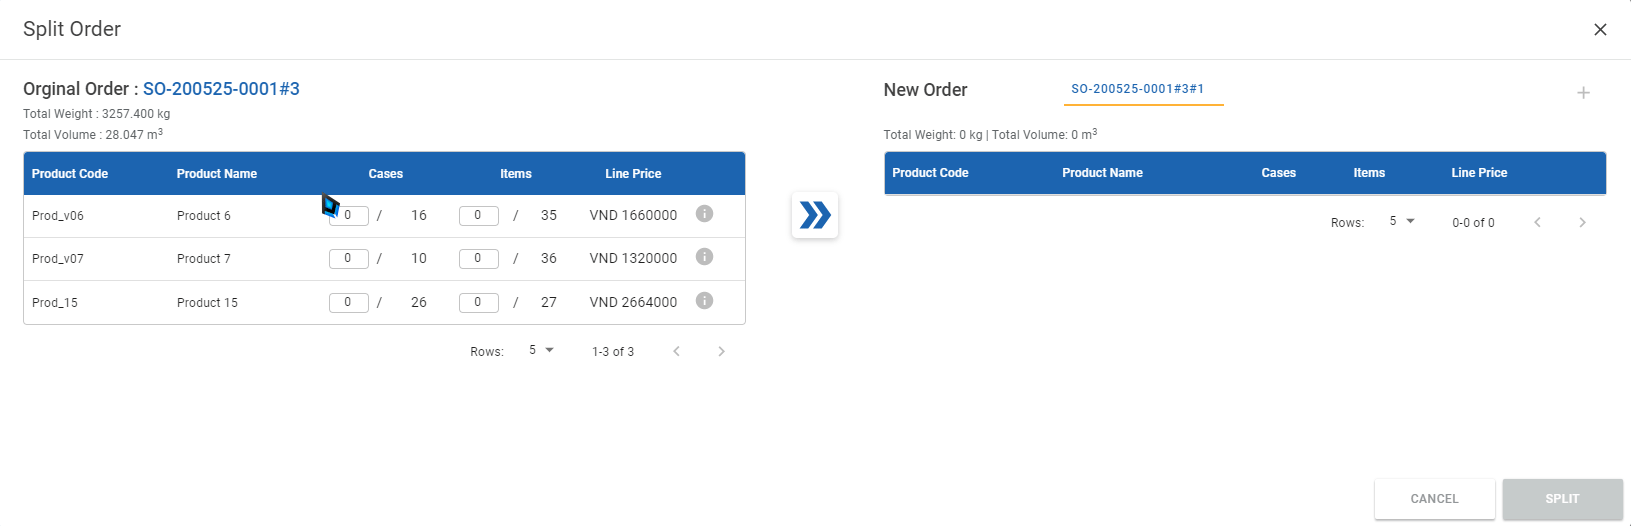 Split Order
Orginal Order : SO-200525-0001#3
Total Weight : 3257.400 kg
Total Volume : 28.047 m³
Product Code Product Name Cases Items Line Price
Prod_v06 Product 6 0 / 16 0 / 35 VND 1660000
Prod_v07 Product 7 0 / 10 0 / 36 VND 1320000
Prod_15 Product 15 0 / 26 0 / 27 VND 2664000
Rows: 5 1-3 of 3
New Order SO-200525-0001#3#1
Total Weight: 0 kg | Total Volume: 0 m³
Product Code Product Name Cases Items Line Price
Rows: 5 0-0 of 0
CANCEL SPLIT